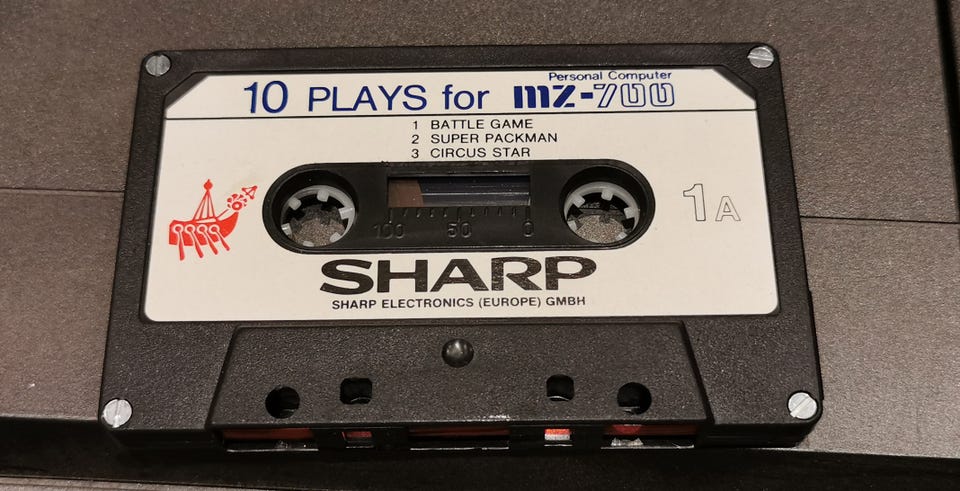 Personal Computer
10 PLAYS for MZ-700
1 BATTLE GAME
2 SUPER PACKMAN
3 CIRCUS STAR
1A
100 50 0
SHARP
SHARP ELECTRONICS (EUROPE) GMBH